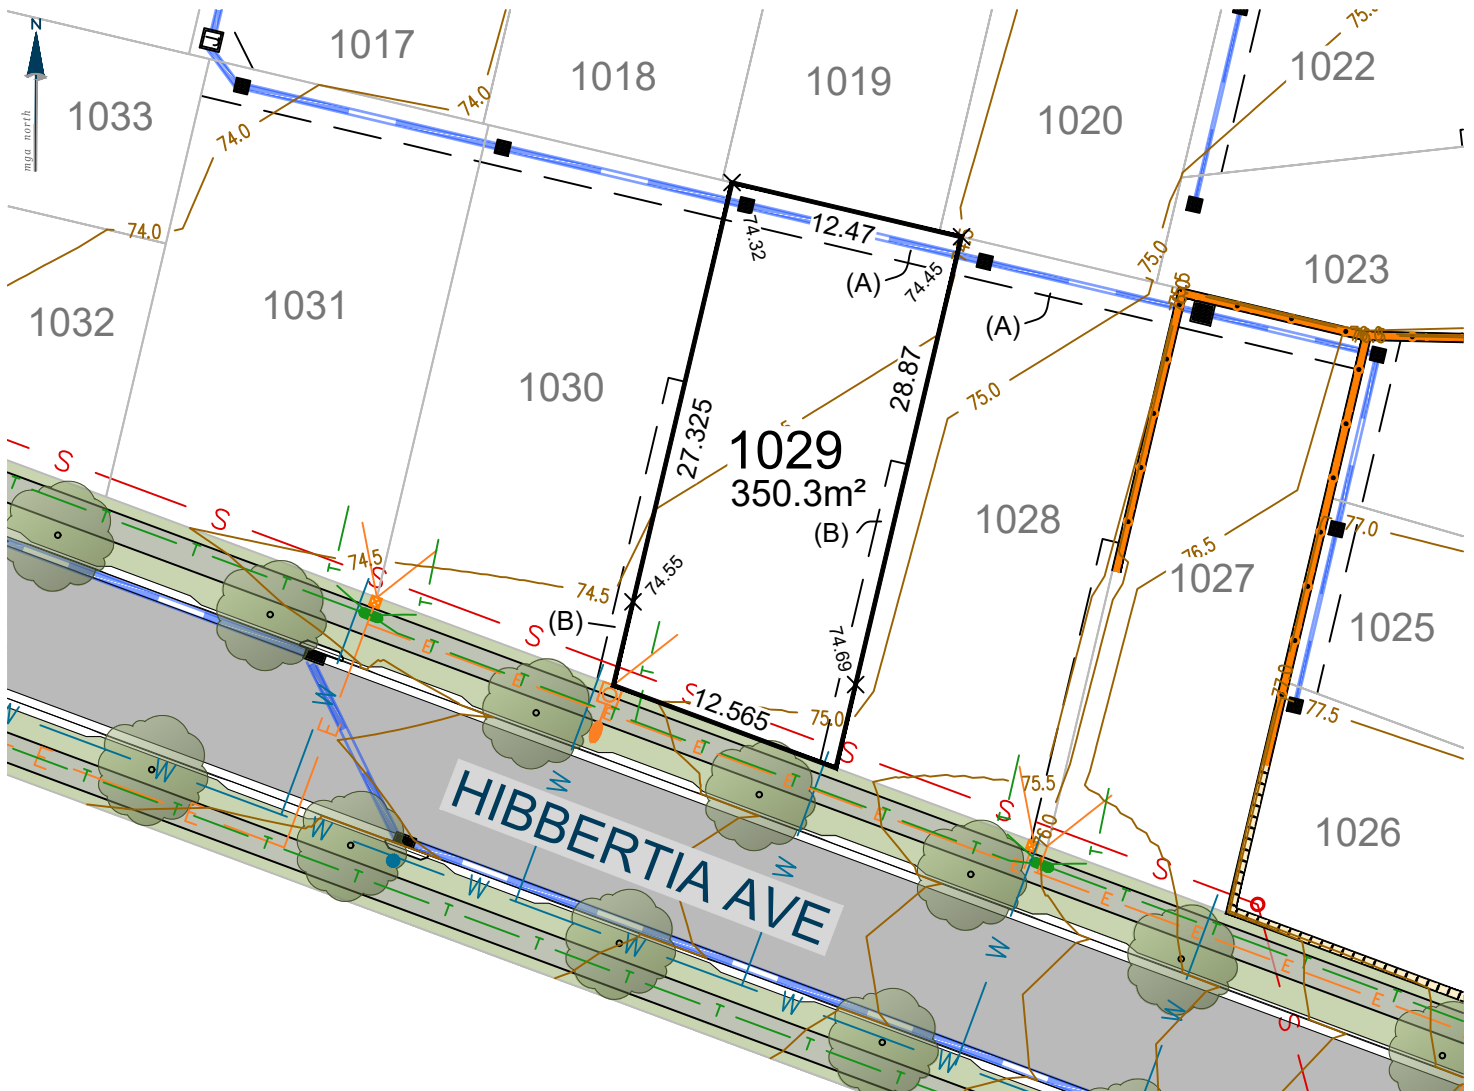 N
mga north
1017
1018
1019
1020
1022
1033
74.0
74.0
74.0
75.0
1023
1032
1031
1030
12.47
74.32
74.45
(A)
(A)
28.87
27.325
1029
350.3m²
(B)
(B)
74.55
74.69
12.565
75.0
1028
1027
76.5
77.0
1025
77.5
1026
74.5
74.5
75.0
75.5
HIBBERTIA AVE
S
S
S
S
S
S
S
S
S
T
T
T
T
E
E
E
E
W
W
W
W
W
W
W
W